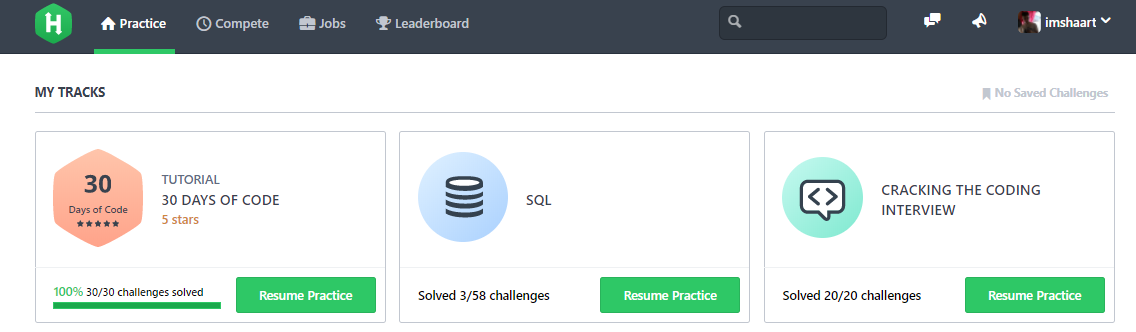 H
Practice Compete Jobs Leaderboard imshaart
MY TRACKS
No Saved Challenges
30
Days of Code
TUTORIAL
30 DAYS OF CODE
5 stars
100% 30/30 challenges solved
Resume Practice
SQL
Solved 3/58 challenges
Resume Practice
CRACKING THE CODING
INTERVIEW
Solved 20/20 challenges
Resume Practice